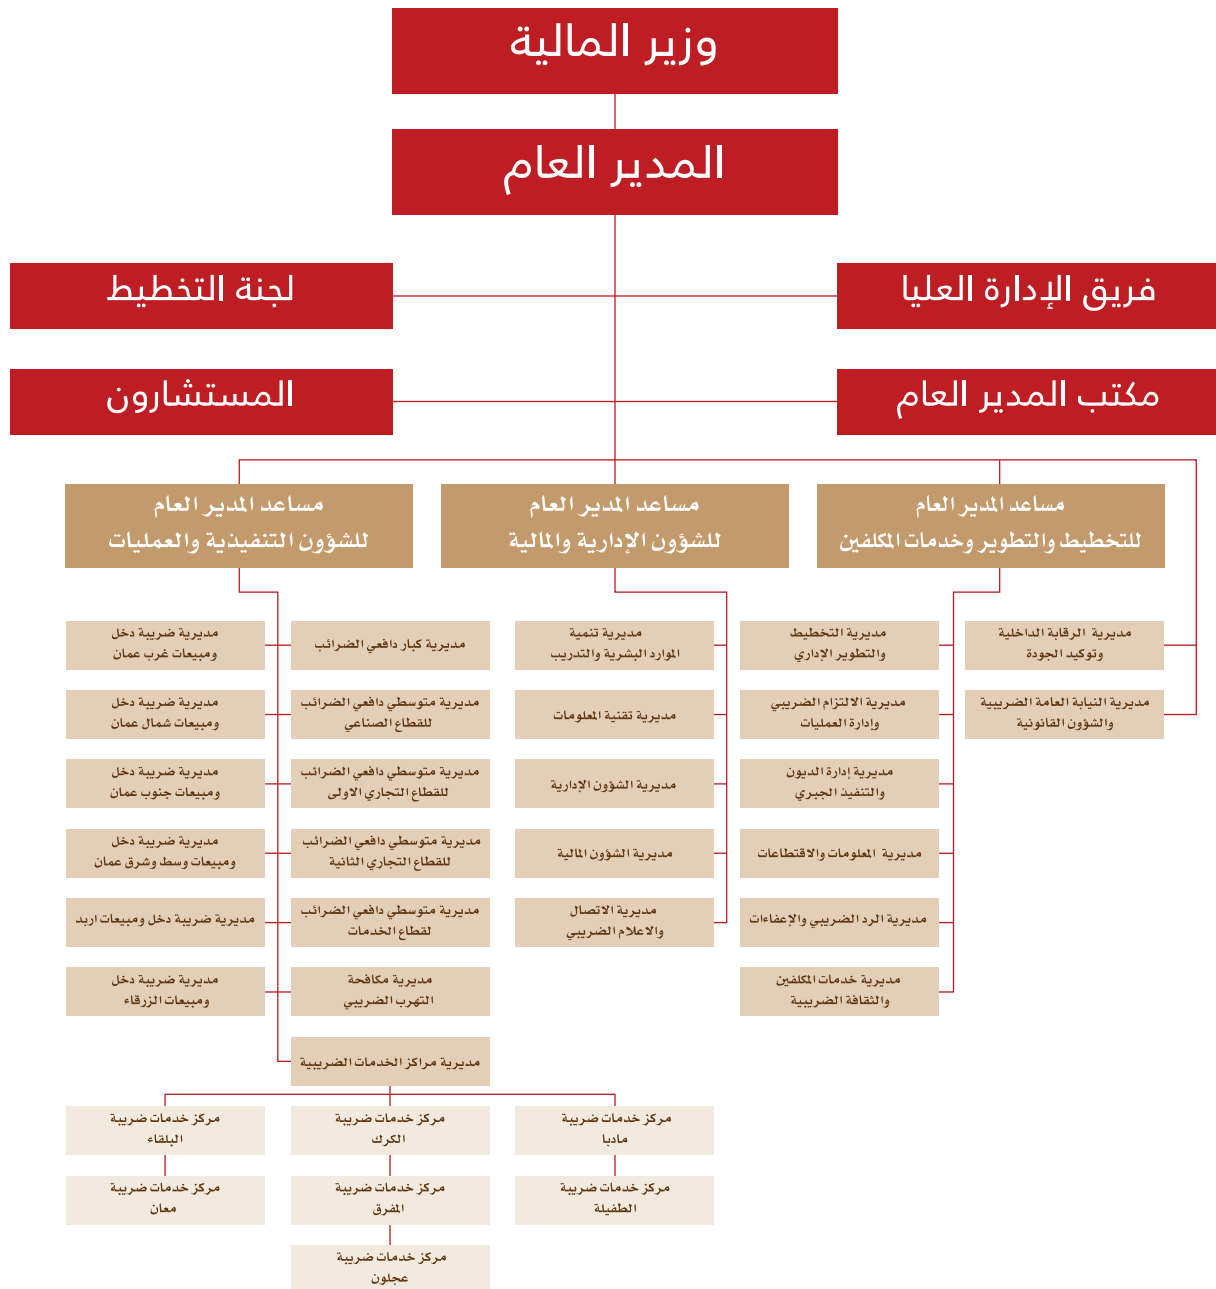 وزير المالية
المدير العام
فريق الإدارة العليا
لجنة التخطيط
مكتب المدير العام
المستشارون
مساعد المدير العام
للتخطيط والتطوير وخدمات المكلفين
مساعد المدير العام
للشؤون الإدارية والمالية
مساعد المدير العام
للشؤون التنفيذية والعمليات
مديرية الرقابة الداخلية
وتوكيد الجودة
مديرية النيابة العامة الضريبية
والشؤون القانونية
مديرية التخطيط
والتطوير الإداري
مديرية الالتزام الضريبي
وإدارة العمليات
مديرية إدارة الديون
والتنفيذ الجبري
مديرية المعلومات والاقتطاعات
مديرية الرد الضريبي والإعفاءات
مديرية خدمات المكلفين
والثقافة الضريبية
مديرية تنمية
الموارد البشرية والتدريب
مديرية تقنية المعلومات
مديرية الشؤون الإدارية
مديرية الشؤون المالية
مديرية الاتصال
والاعلام الضريبي
مديرية كبار دافعي الضرائب
مديرية متوسطي دافعي الضرائب
للقطاع الصناعي
مديرية متوسطي دافعي الضرائب
للقطاع التجاري الاولى
مديرية متوسطي دافعي الضرائب
للقطاع التجاري الثانية
مديرية متوسطي دافعي الضرائب
لقطاع الخدمات
مديرية مكافحة
التهرب الضريبي
مديرية مراكز الخدمات الضريبية
مديرية ضريبة دخل
ومبيعات غرب عمان
مديرية ضريبة دخل
ومبيعات شمال عمان
مديرية ضريبة دخل
ومبيعات جنوب عمان
مديرية ضريبة دخل
ومبيعات وسط وشرق عمان
مديرية ضريبة دخل ومبيعات اربد
مديرية ضريبة دخل
ومبيعات الزرقاء
مركز خدمات ضريبة
مادبا
مركز خدمات ضريبة
الطفيلة
مركز خدمات ضريبة
الكرك
مركز خدمات ضريبة
المفرق
مركز خدمات ضريبة
عجلون
مركز خدمات ضريبة
البلقاء
مركز خدمات ضريبة
معان